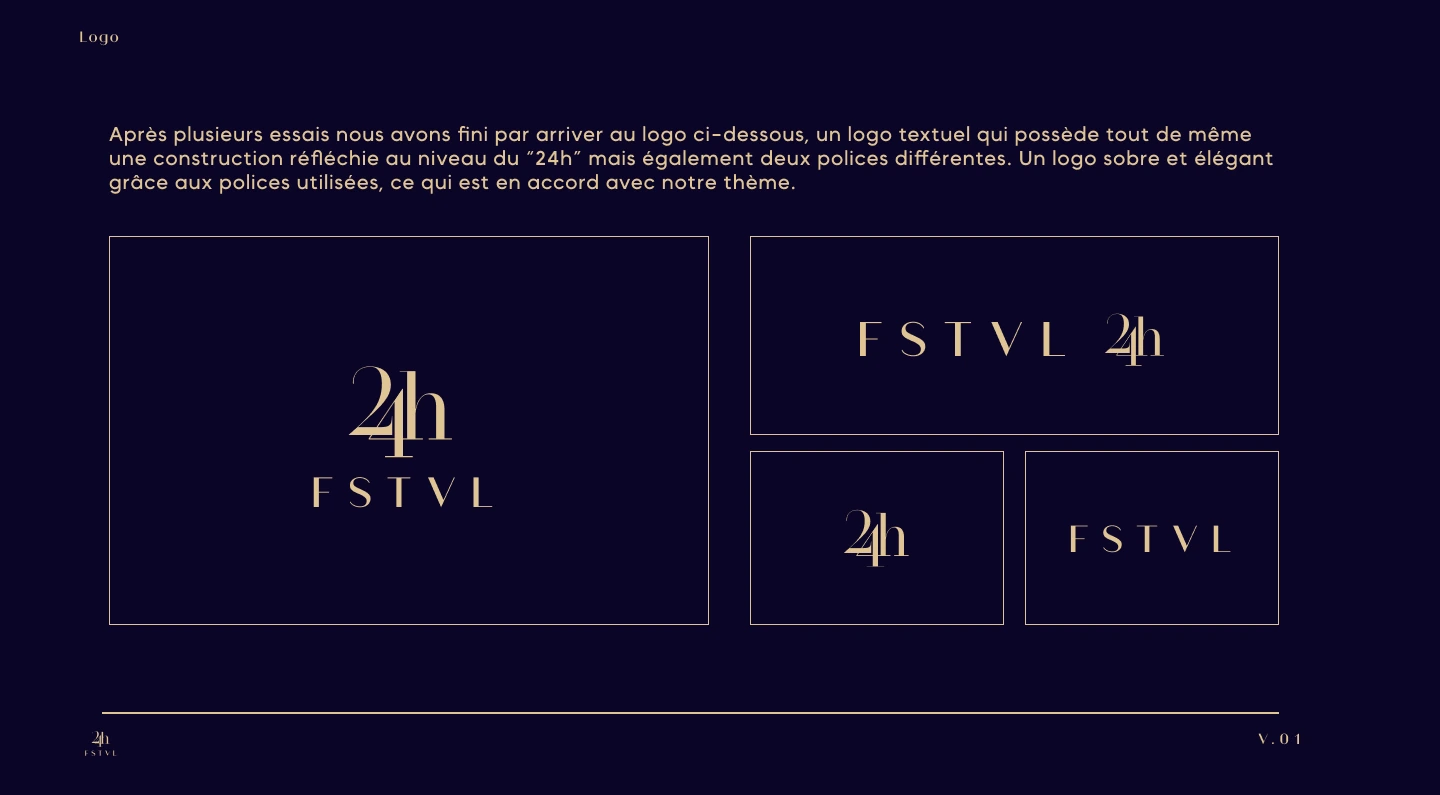 Logo
Après plusieurs essais nous avons fini par arriver au logo ci-dessous, un logo textuel qui possède tout de même
une construction réfléchie au niveau du “24h” mais également deux polices différentes. Un logo sobre et élégant
grâce aux polices utilisées, ce qui est en accord avec notre thème.
24h
FSTVL
FSTVL 24h
24h
FSTVL
24h
FSTVL
V.01